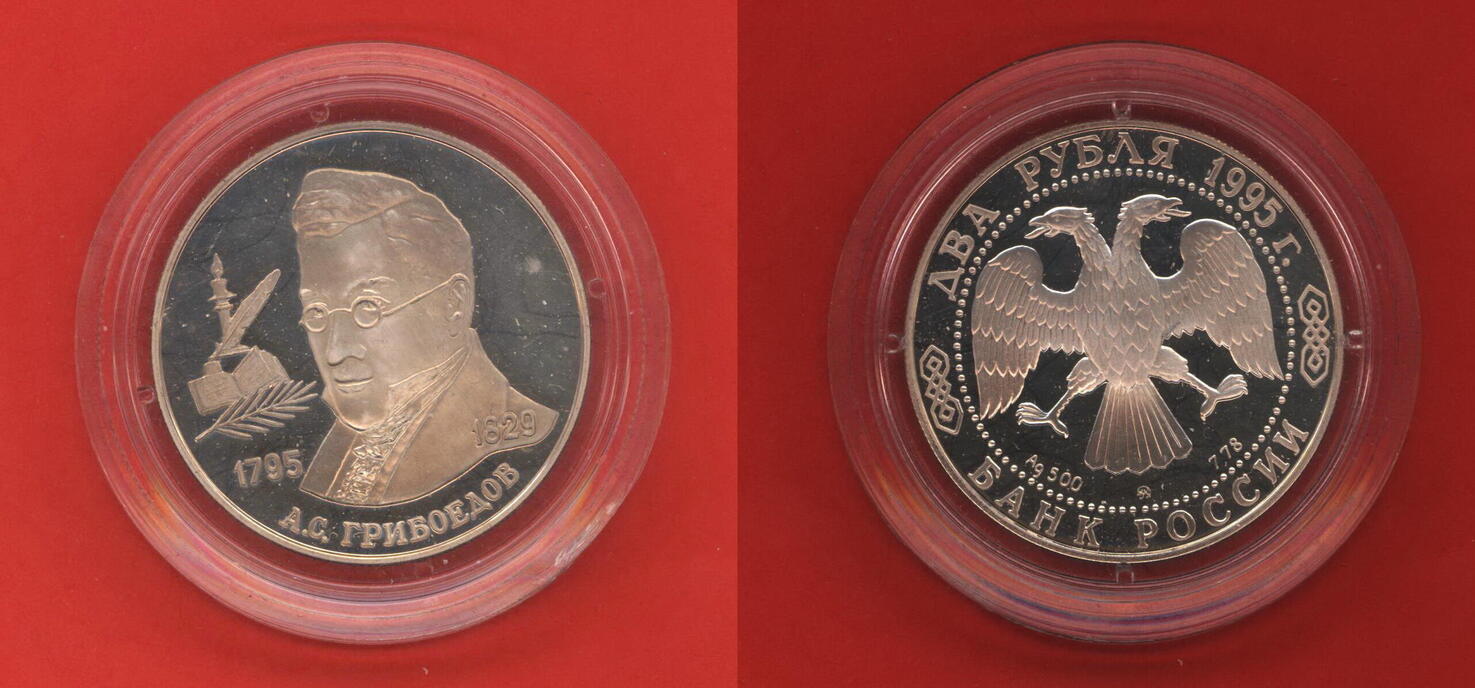 1795
1829
А.С. ГРИБОЕДОВ
ДВА РУБЛЯ 1995 г.
Ag 500
7,78
БАНК РОССИИ